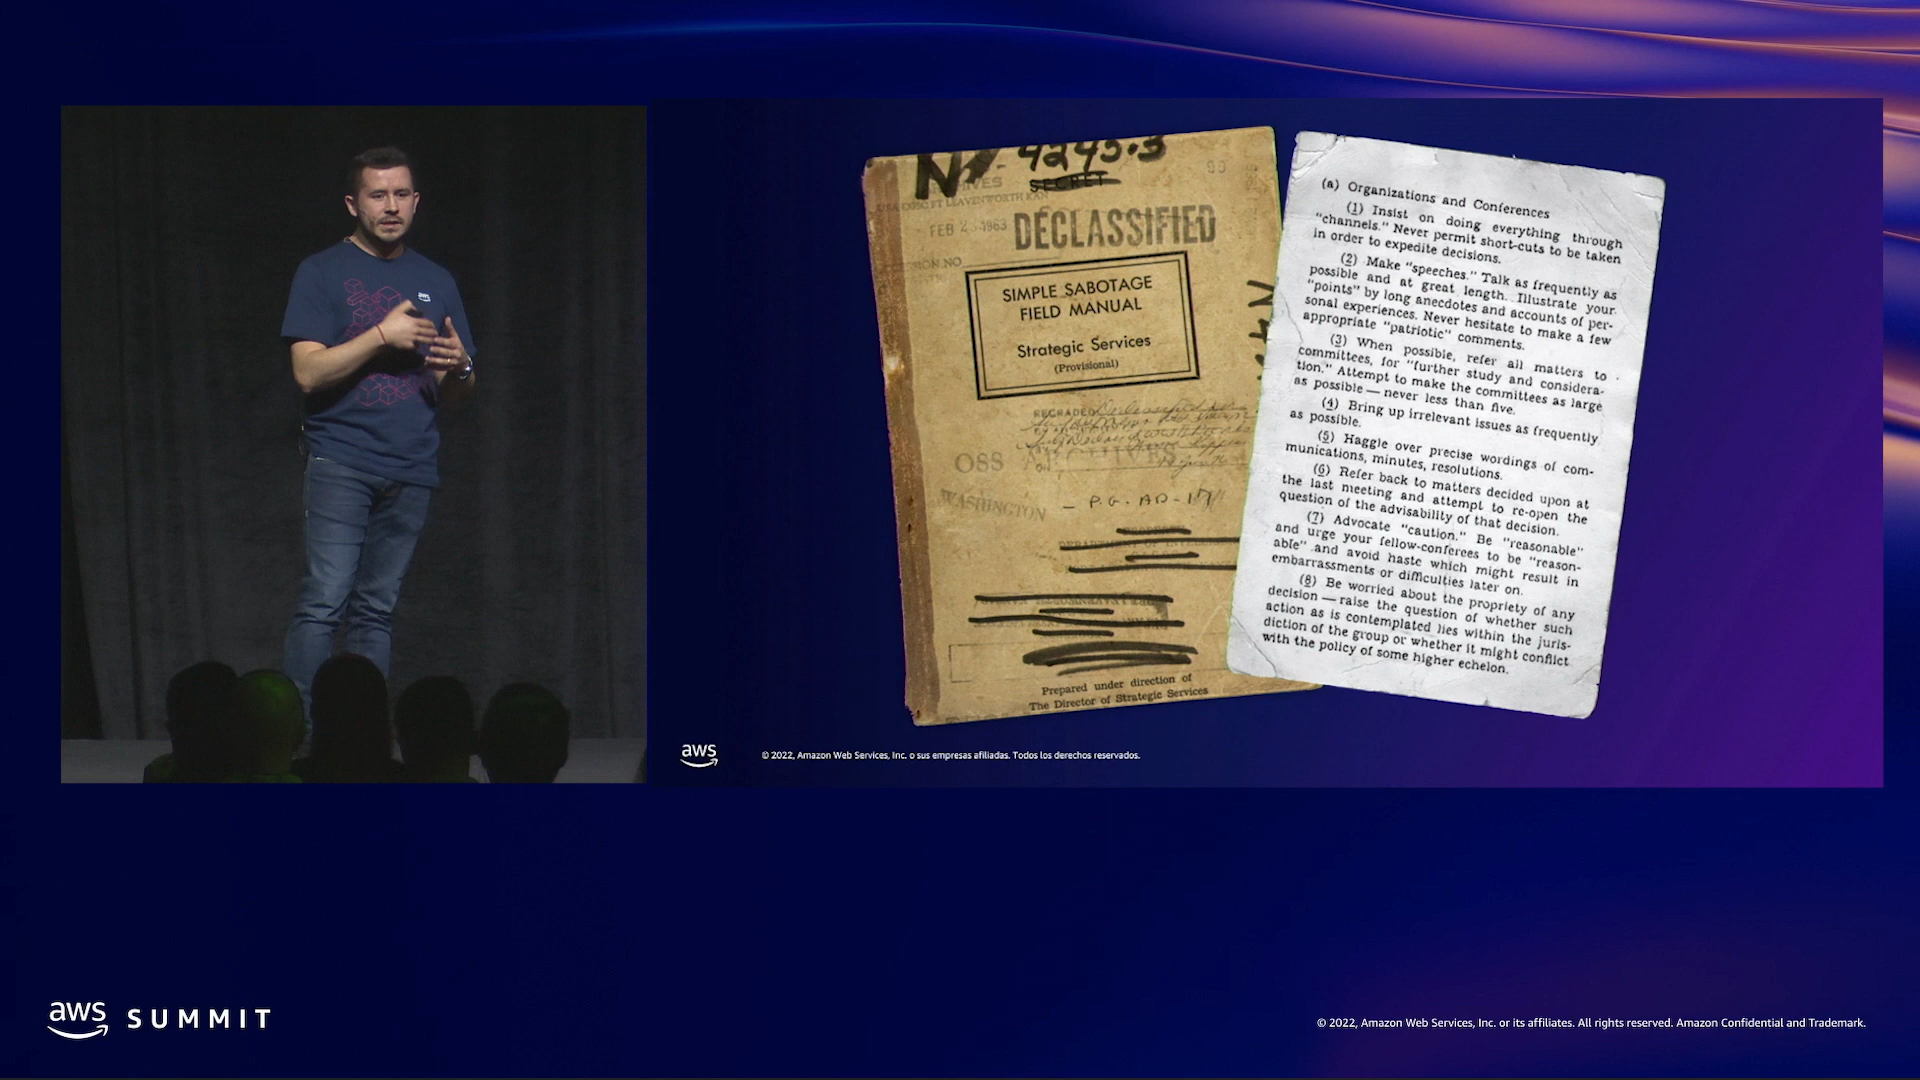 aws
N 4245.3
SECRET
DECLASSIFIED
SIMPLE SABOTAGE
FIELD MANUAL
Strategic Services
(Provisional)
REGRADED
OSS ARCHIVES
WASHINGTON
- P.G. AD-17
Prepared under direction of
The Director of Strategic Services
(a) Organizations and Conferences
(1) Insist on doing everything through
"channels." Never permit short-cuts to be taken
in order to expedite decisions.
(2) Make "speeches." Talk as frequently as
possible and at great length. Illustrate your
"points" by long anecdotes and accounts of per-
sonal experiences. Never hesitate to make a few
appropriate "patriotic" comments.
(3) When possible, refer all matters to
committees, for "further study and considera-
tion." Attempt to make the committees as large
as possible — never less than five.
(4) Bring up irrelevant issues as frequently
as possible.
(5) Haggle over precise wordings of com-
munications, minutes, resolutions.
(6) Refer back to matters decided upon at
the last meeting and attempt to re-open the
question of the advisability of that decision.
(7) Advocate "caution." Be "reasonable"
and urge your fellow-conferees to be "reason-
able" and avoid haste which might result in
embarrassments or difficulties later on.
(8) Be worried about the propriety of any
decision — raise the question of whether such
action as is contemplated lies within the juris-
diction of the group or whether it might conflict
with the policy of some higher echelon.
aws
© 2022, Amazon Web Services, Inc. o sus empresas afiliadas. Todos los derechos reservados.
aws SUMMIT
© 2022, Amazon Web Services, Inc. or its affiliates. All rights reserved. Amazon Confidential and Trademark.